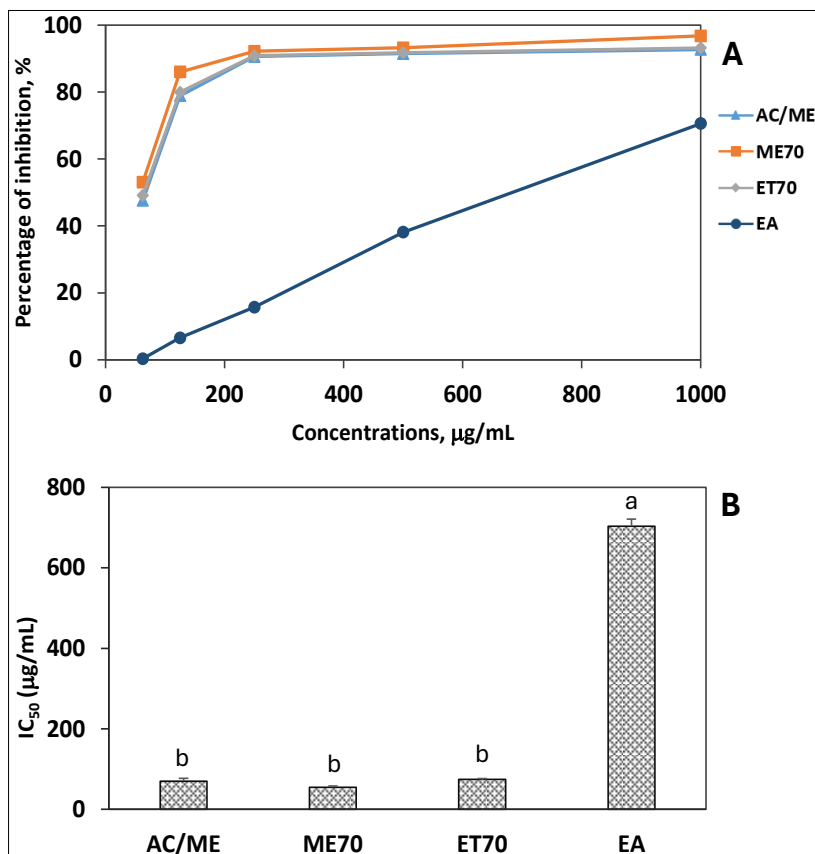 A
100
80
60
40
20
0
0 200 400 600 800 1000
Percentage of inhibition, %
Concentrations, µg/mL
AC/ME
ME70
ET70
EA
B
800
600
400
200
0
IC₅₀ (µg/mL)
b b b a
AC/ME ME70 ET70 EA